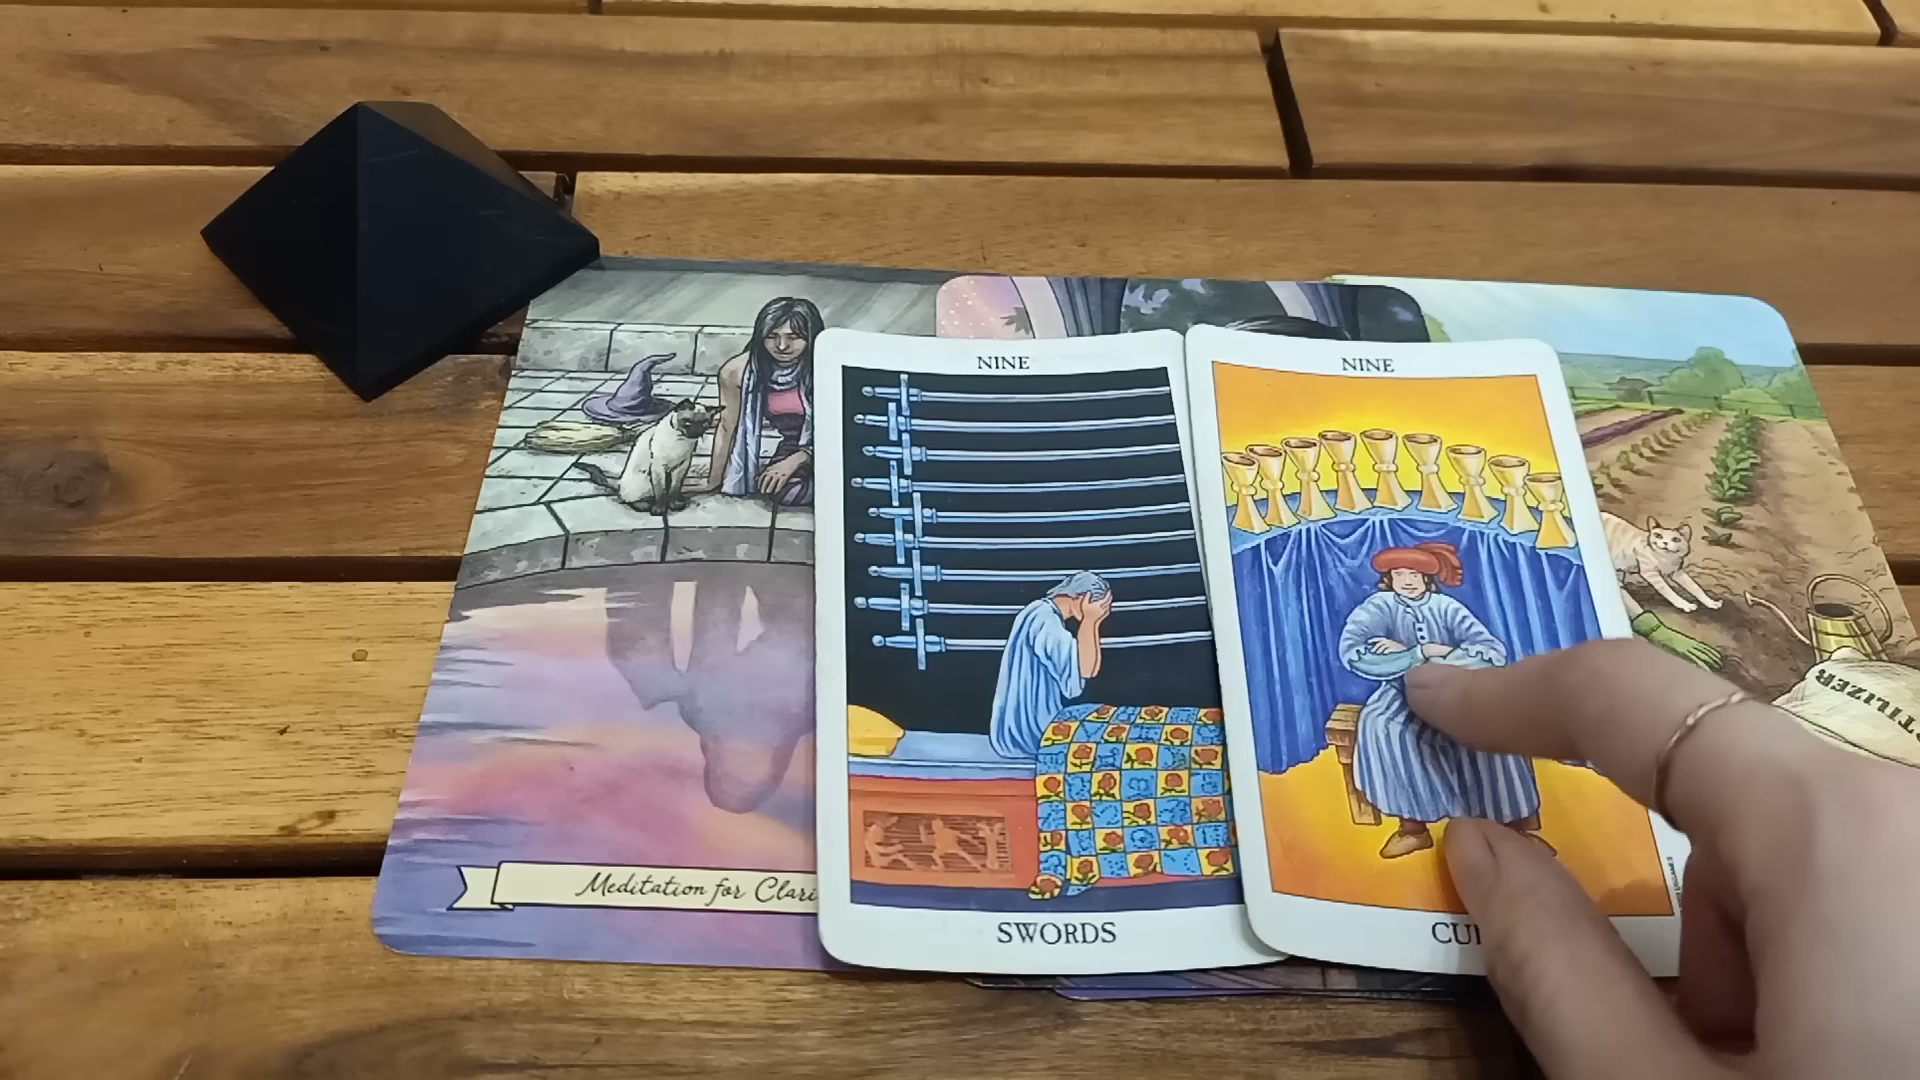 NINE
SWORDS
NINE
CU
Meditation for Clari
TILIZER